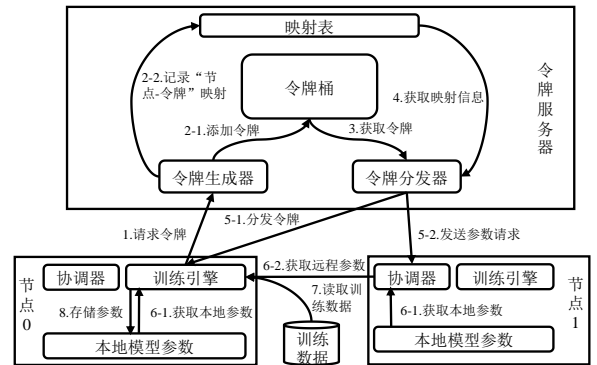 映射表
2-2.记录“节
点-令牌”映射
令牌桶
4.获取映射信息
令牌服务器
2-1.添加令牌
3.获取令牌
令牌生成器
令牌分发器
1.请求令牌
5-1.分发令牌
5-2.发送参数请求
节点0
协调器
训练引擎
6-2.获取远程参数
协调器
训练引擎
节点1
7.读取训
练数据
8.存储参数
6-1.获取本地参数
6-1.获取本地参数
本地模型参数
训练
数据
本地模型参数